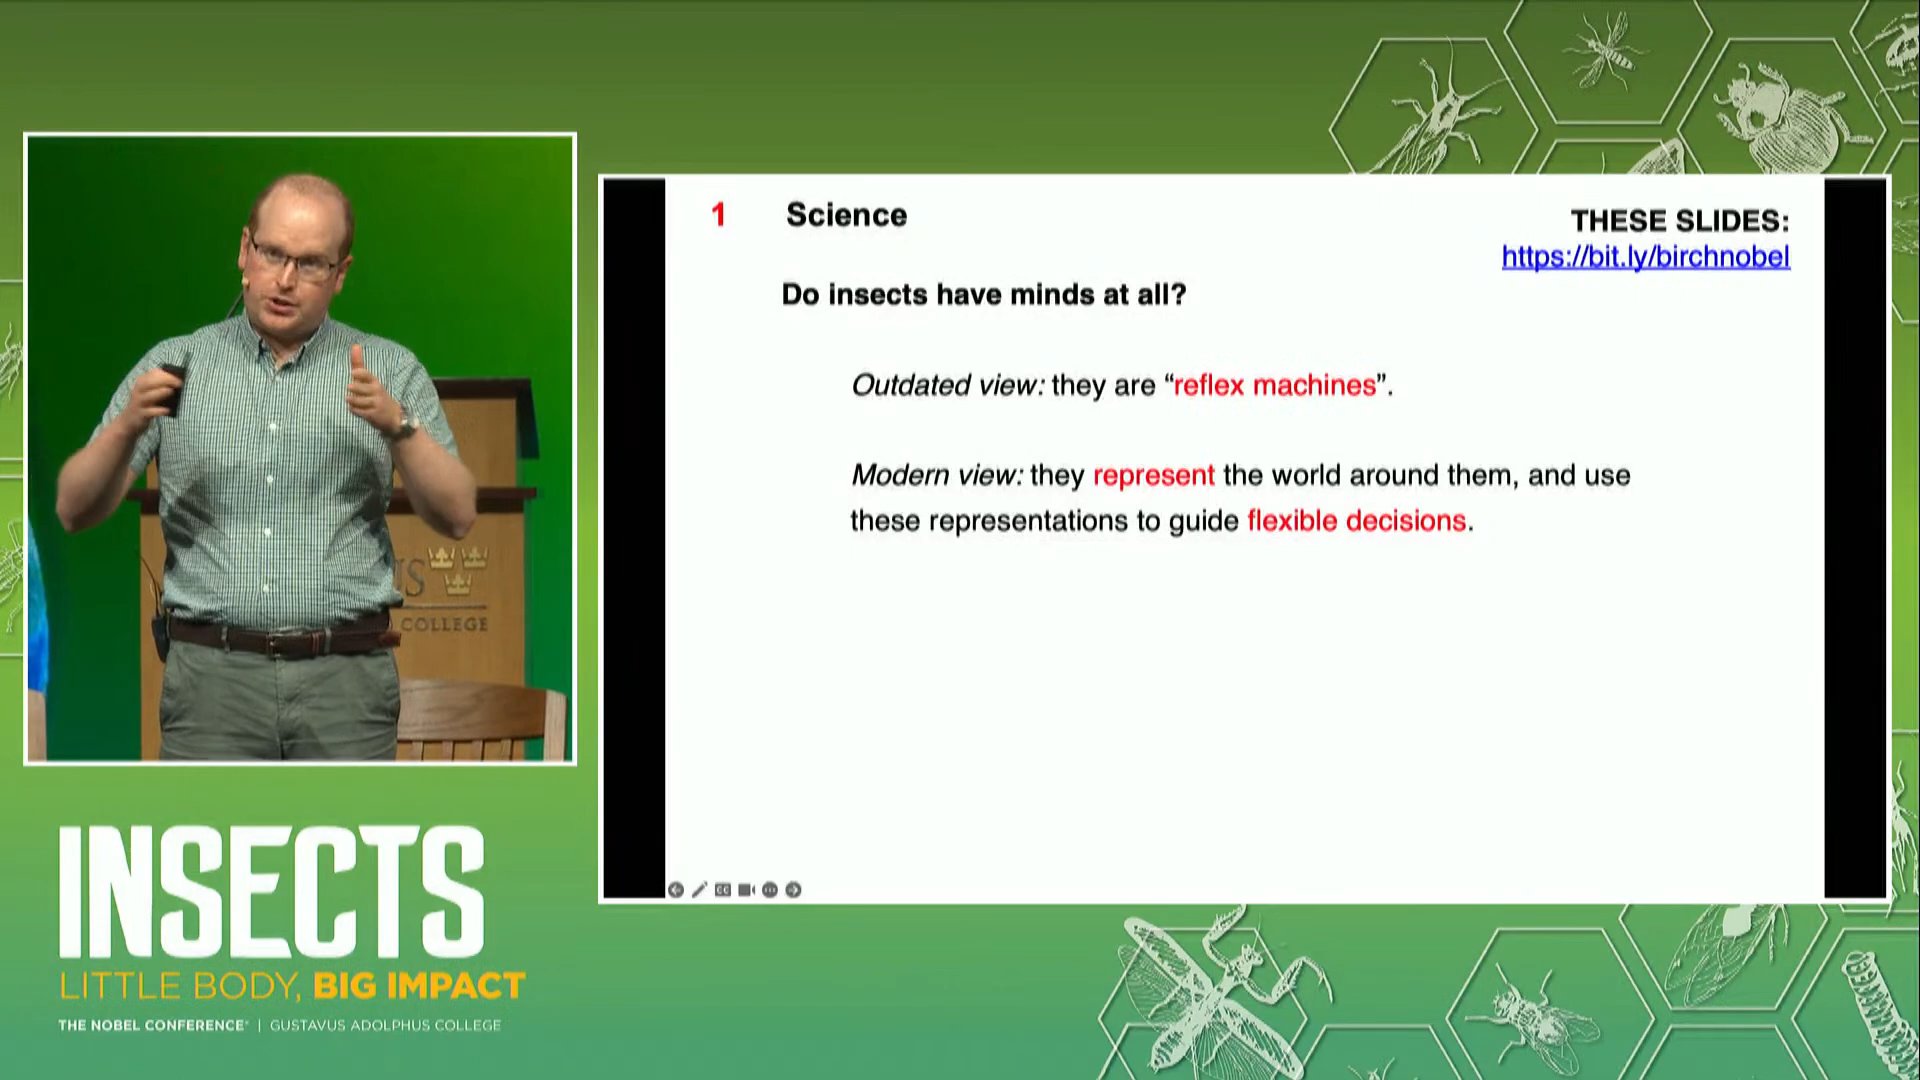 1 Science
THESE SLIDES:
https://bit.ly/birchnobel
Do insects have minds at all?
Outdated view: they are “reflex machines”.
Modern view: they represent the world around them, and use
these representations to guide flexible decisions.
COLLEGE
INSECTS
LITTLE BODY, BIG IMPACT
THE NOBEL CONFERENCE® | GUSTAVUS ADOLPHUS COLLEGE